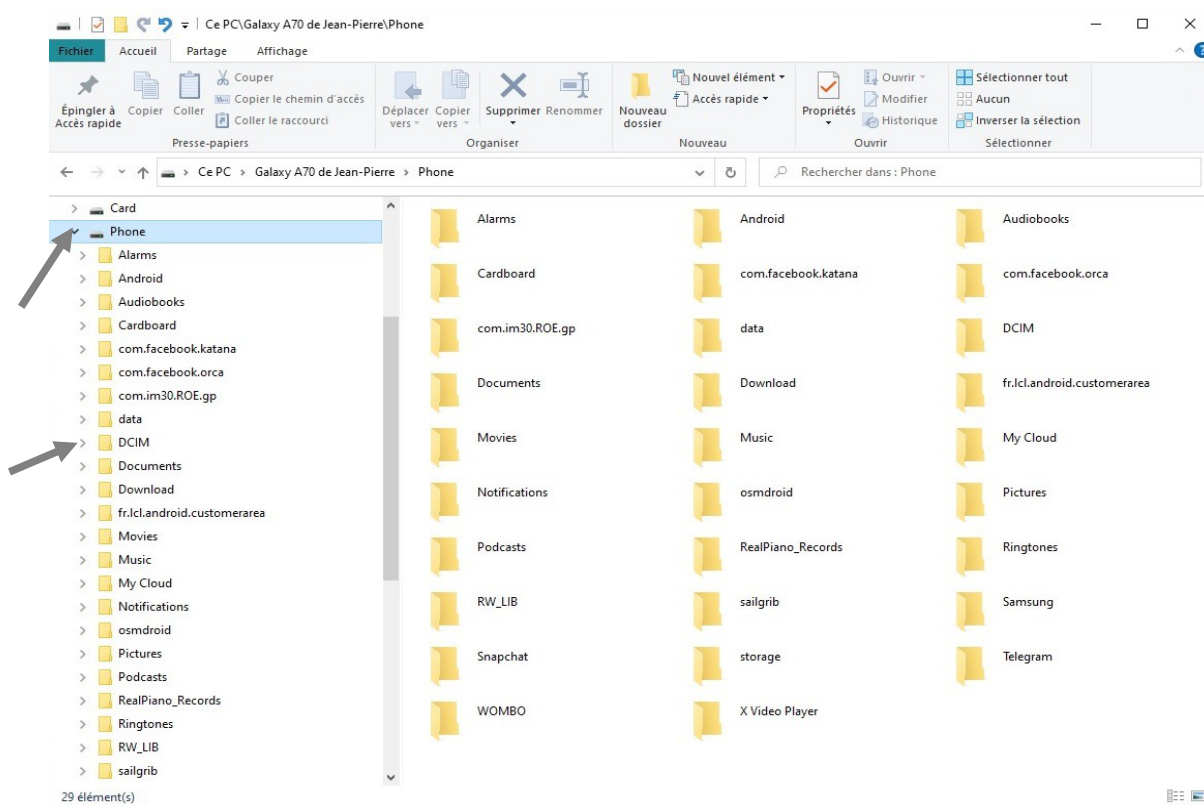 Ce PC\Galaxy A70 de Jean-Pierre\Phone
Fichier Accueil Partage Affichage
Épingler à Accès rapide
Copier
Coller
Couper
Copier le chemin d'accès
Coller le raccourci
Presse-papiers
Déplacer vers
Copier vers
Supprimer
Renommer
Organiser
Nouveau dossier
Nouvel élément
Accès rapide
Nouveau
Propriétés
Ouvrir
Modifier
Historique
Ouvrir
Sélectionner tout
Aucun
Inverser la sélection
Sélectionner
Ce PC > Galaxy A70 de Jean-Pierre > Phone
Rechercher dans : Phone
Card
Phone
Alarms
Android
Audiobooks
Cardboard
com.facebook.katana
com.facebook.orca
com.im30.ROE.gp
data
DCIM
Documents
Download
fr.lcl.android.customerarea
Movies
Music
My Cloud
Notifications
osmdroid
Pictures
Podcasts
RealPiano_Records
Ringtones
RW_LIB
sailgrib
Alarms Android Audiobooks
Cardboard com.facebook.katana com.facebook.orca
com.im30.ROE.gp data DCIM
Documents Download fr.lcl.android.customerarea
Movies Music My Cloud
Notifications osmdroid Pictures
Podcasts RealPiano_Records Ringtones
RW_LIB sailgrib Samsung
Snapchat storage Telegram
WOMBO X Video Player
29 élément(s)